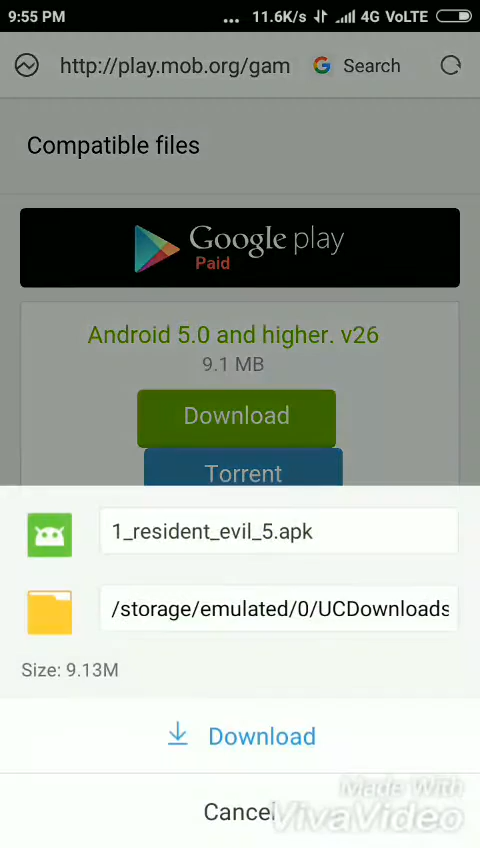 9:55 PM ... 11.6K/s 4G VoLTE
http://play.mob.org/gam Search
Compatible files
Google play
Paid
Android 5.0 and higher. v26
9.1 MB
Download
Torrent
1_resident_evil_5.apk
/storage/emulated/0/UCDownloads
Size: 9.13M
Download
Made With
Cancel
VivaVideo